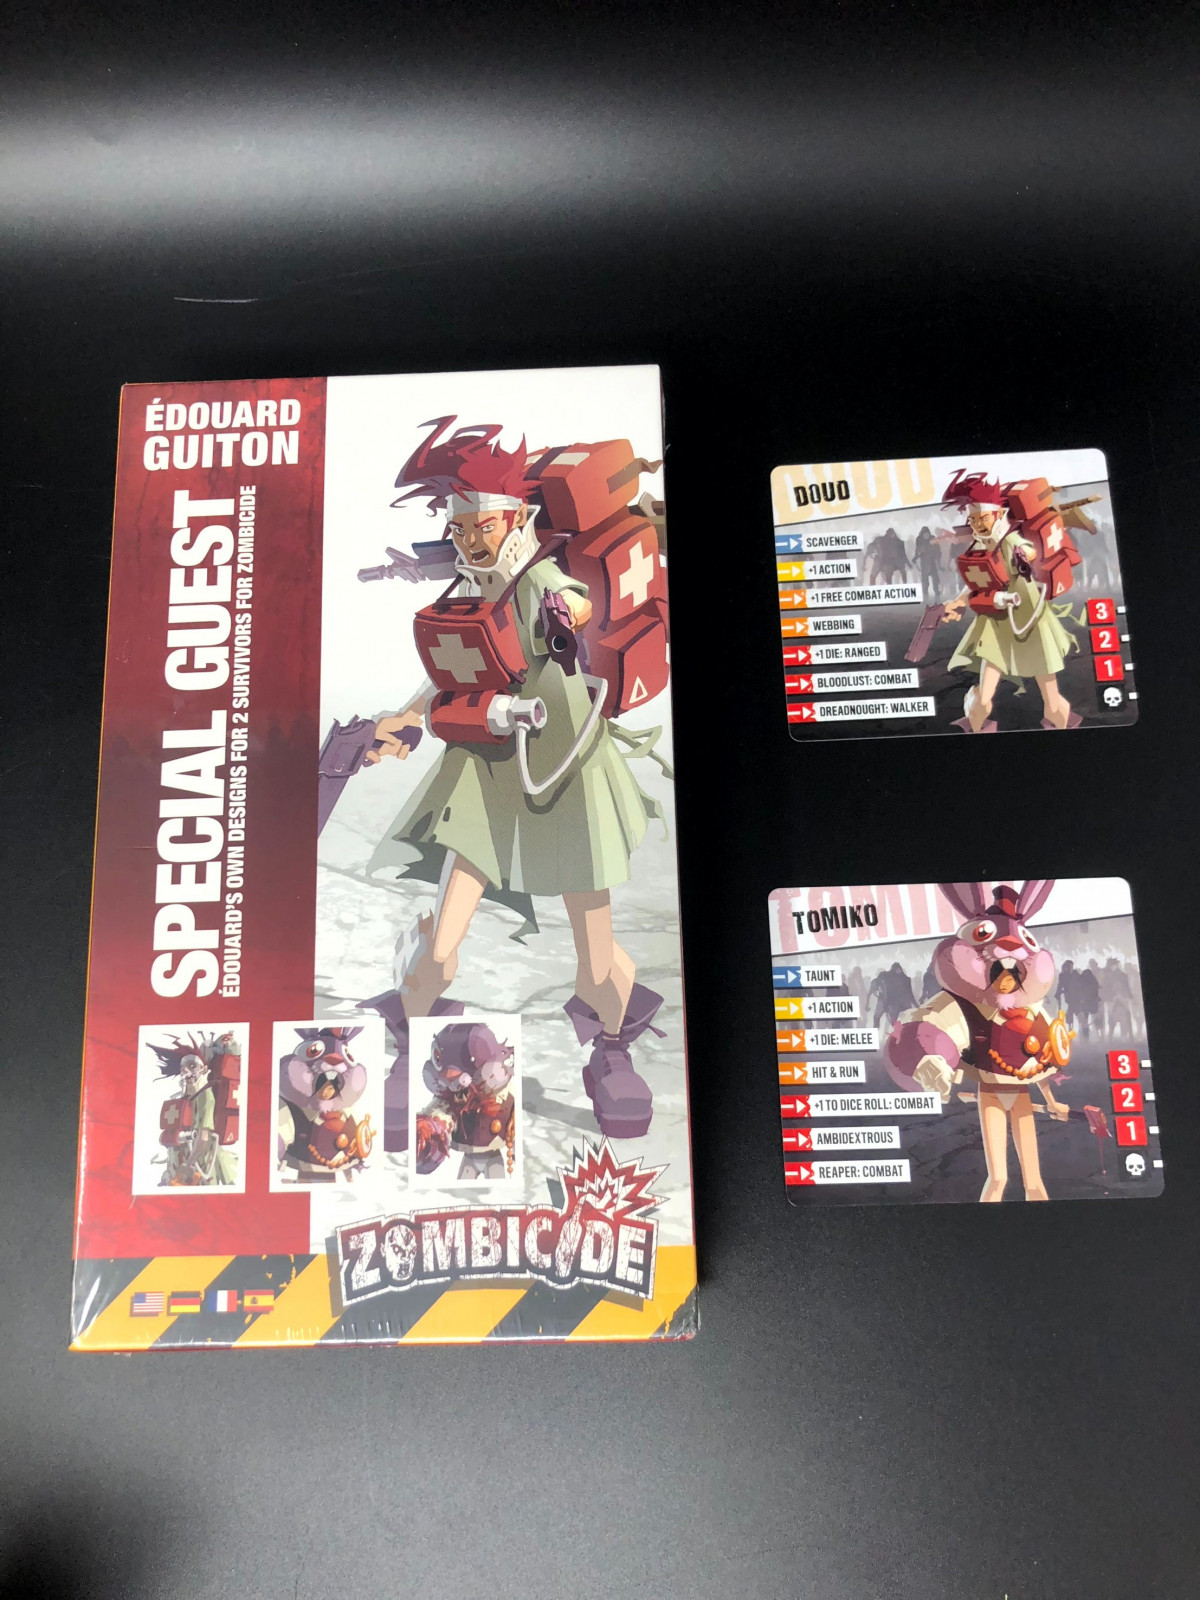 ÉDOUARD
GUITON
SPECIAL GUEST
ÉDOUARD'S OWN DESIGNS FOR 2 SURVIVORS FOR ZOMBICIDE
ZOMBICIDE
DOUD
DOUD
SCAVENGER
+1 ACTION
+1 FREE COMBAT ACTION
WEBBING
+1 DIE: RANGED
BLOODLUST: COMBAT
DREADNOUGHT: WALKER
3
2
1
TOMIKO
TAUNT
+1 ACTION
+1 DIE: MELEE
HIT & RUN
+1 TO DICE ROLL: COMBAT
AMBIDEXTROUS
REAPER: COMBAT
3
2
1